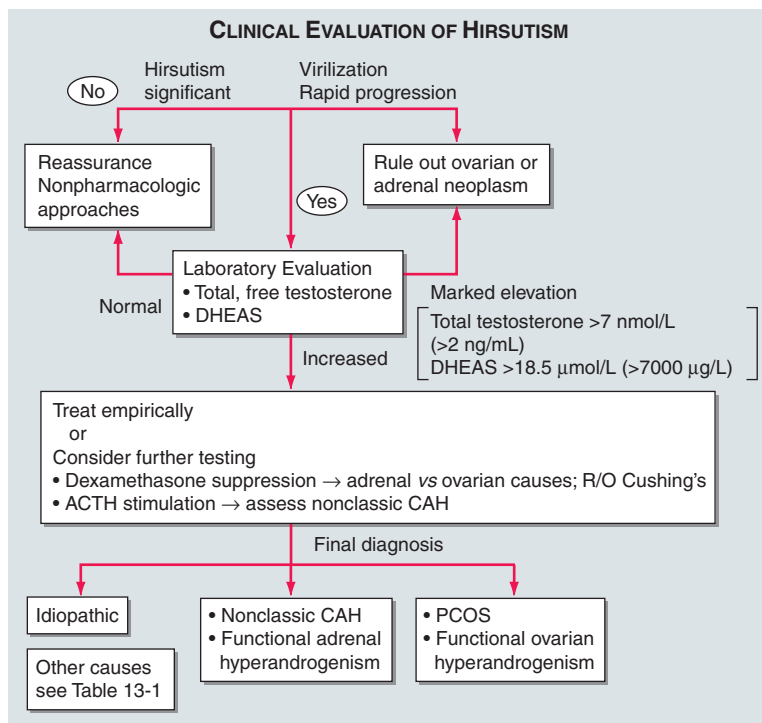 CLINICAL EVALUATION OF HIRSUTISM
Hirsutism
significant
Virilization
Rapid progression
No
Reassurance
Nonpharmacologic
approaches
Rule out ovarian or
adrenal neoplasm
Yes
Laboratory Evaluation
• Total, free testosterone
• DHEAS
Normal
Marked elevation
Total testosterone >7 nmol/L
(>2 ng/mL)
DHEAS >18.5 μmol/L (>7000 μg/L)
Increased
Treat empirically
or
Consider further testing
• Dexamethasone suppression → adrenal vs ovarian causes; R/O Cushing's
• ACTH stimulation → assess nonclassic CAH
Final diagnosis
Idiopathic
• Nonclassic CAH
• Functional adrenal
hyperandrogenism
• PCOS
• Functional ovarian
hyperandrogenism
Other causes
see Table 13-1